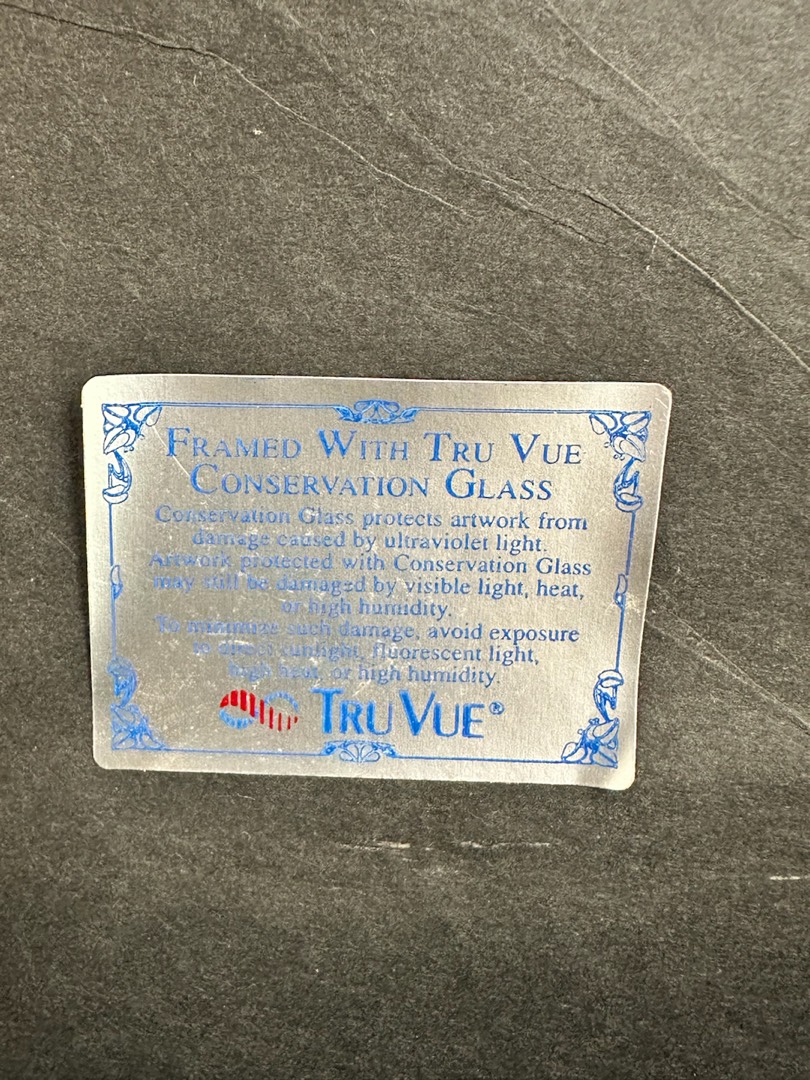 FRAMED WITH TRU VUE
CONSERVATION GLASS
Conservation Glass protects artwork from
damage caused by ultraviolet light.
Artwork protected with Conservation Glass
may still be damaged by visible light, heat,
or high humidity.
To minimize such damage, avoid exposure
to direct sunlight, fluorescent light,
high heat, or high humidity.
TRU VUE®